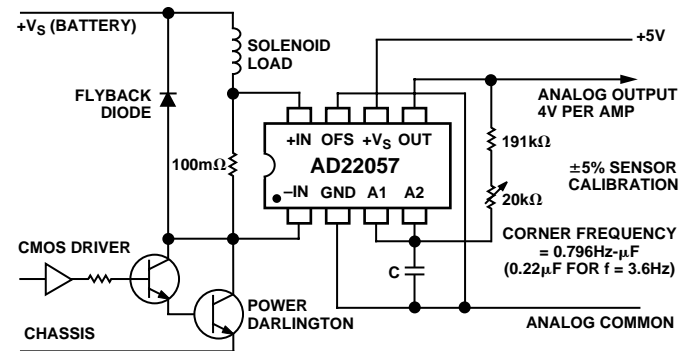 +VS (BATTERY)
SOLENOID
LOAD
+5V
FLYBACK
DIODE
ANALOG OUTPUT
4V PER AMP
+IN OFS +VS OUT
191kΩ
100mΩ
AD22057
±5% SENSOR
CALIBRATION
–IN GND A1 A2
20kΩ
CORNER FREQUENCY
= 0.796Hz-µF
(0.22µF FOR f = 3.6Hz)
CMOS DRIVER
C
POWER
DARLINGTON
CHASSIS
ANALOG COMMON